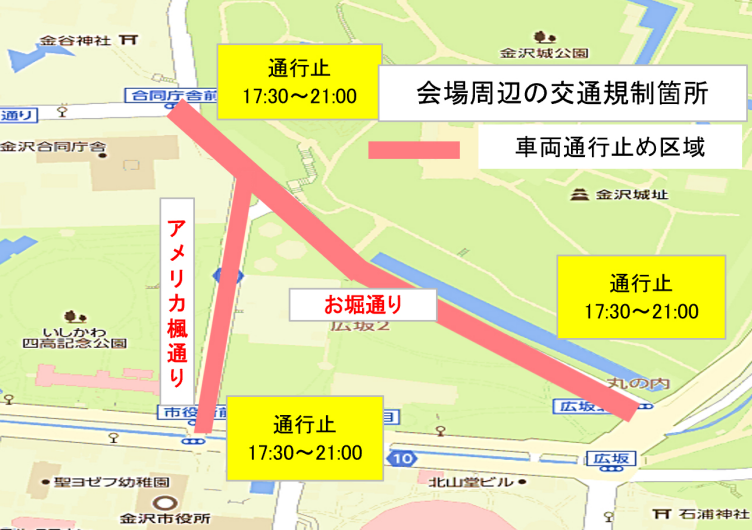 金谷神社
通行止
17:30～21:00
金沢城公園
会場周辺の交通規制箇所
合同庁舎前
通り
車両通行止め区域
金沢合同庁舎
金沢城址
アメリカ楓通り
通行止
17:30～21:00
お堀通り
広坂2
いしかわ
四高記念公園
丸の内
広坂
市役所前
通行止
17:30～21:00
目
10
広坂
聖ヨゼフ幼稚園
北山堂ビル
金沢市役所
石浦神社